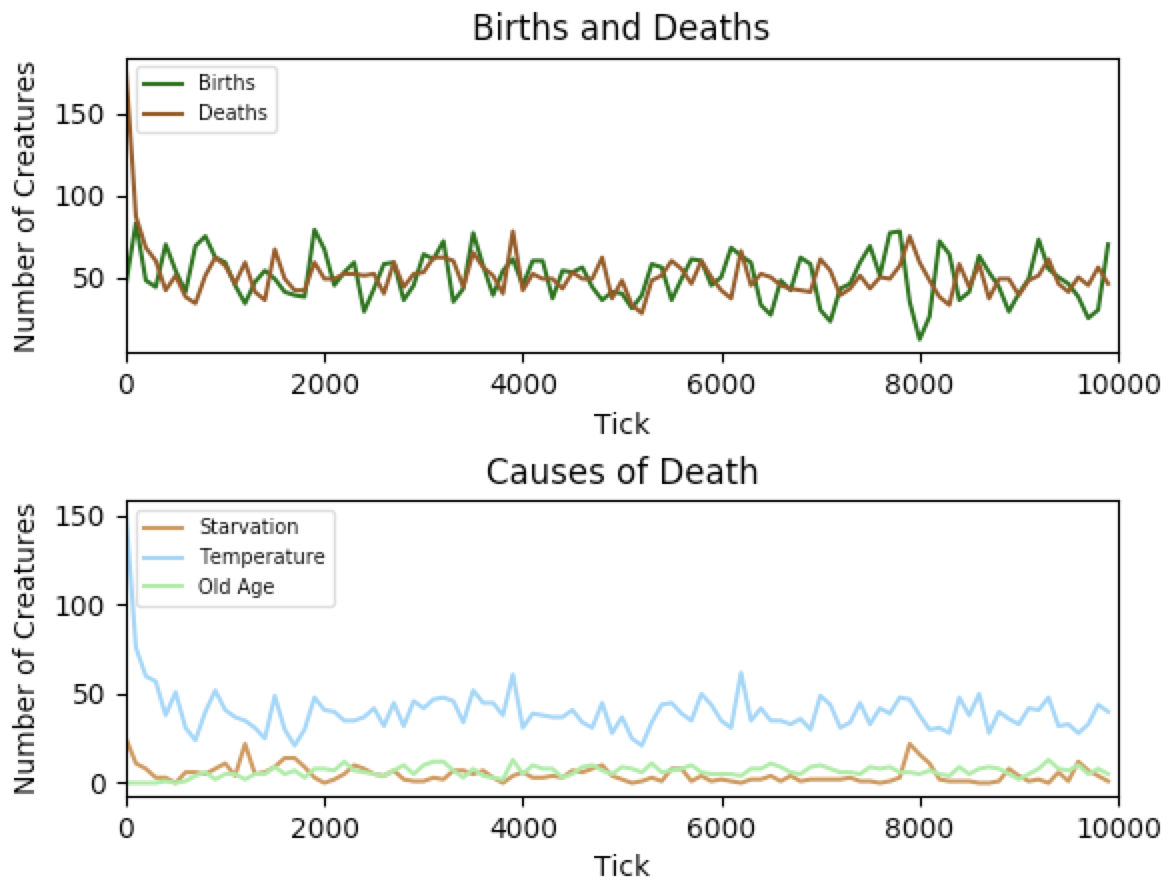 Births and Deaths
Number of Creatures
150
100
50
Births
Deaths
0 2000 4000 6000 8000 10000
Tick
Causes of Death
Number of Creatures
150
100
50
0
Starvation
Temperature
Old Age
0 2000 4000 6000 8000 10000
Tick